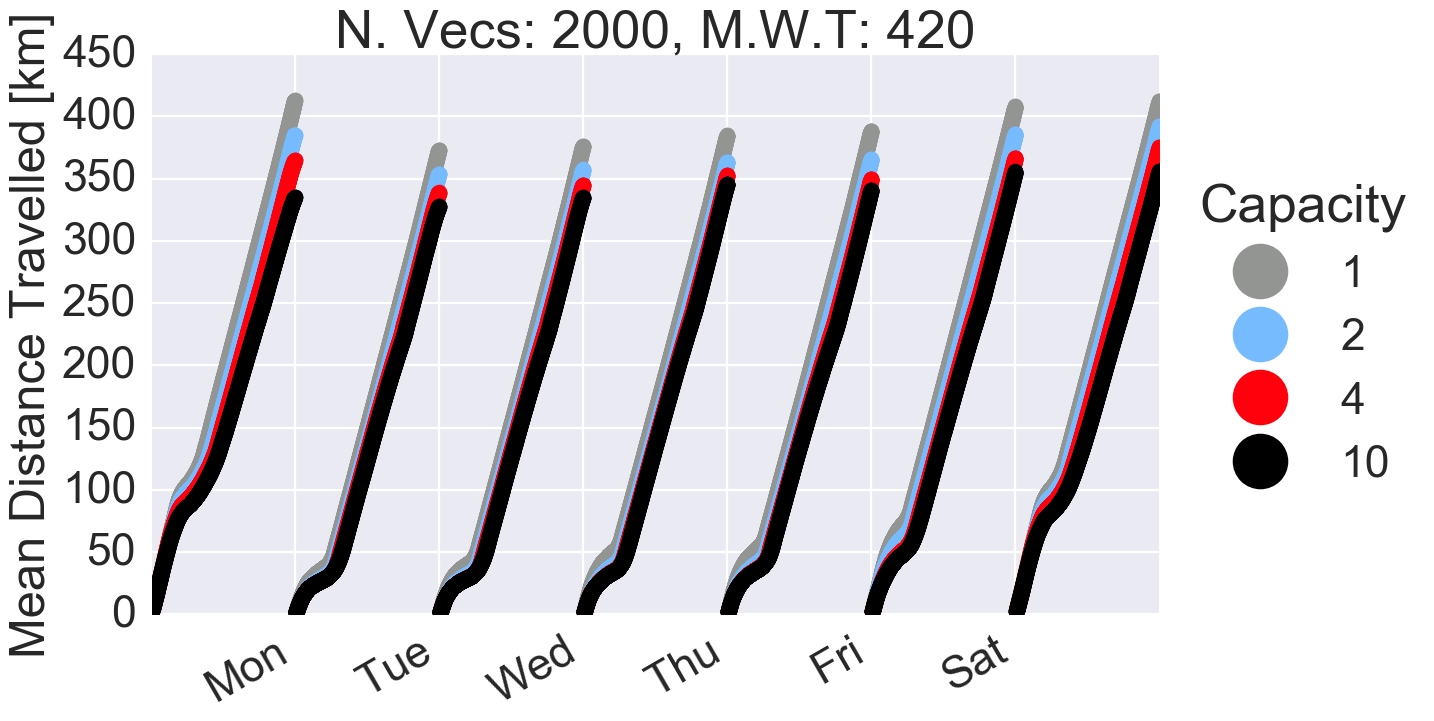 N. Vecs: 2000, M.W.T: 420
Mean Distance Travelled [km]
450
400
350
300
250
200
150
100
50
0
Mon
Tue
Wed
Thu
Fri
Sat
Capacity
1
2
4
10